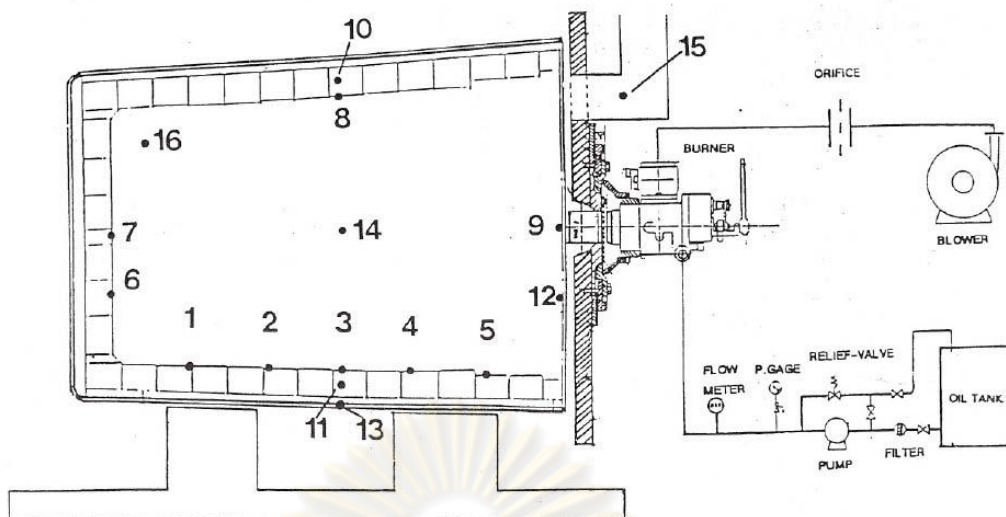 10
15
ORIFICE
8
16
BURNER
7
14
9
BLOWER
6
12
1
2
3
4
5
RELIEF-VALVE
FLOW
METER
P.GAGE
OIL TANK
11
13
PUMP
FILTER